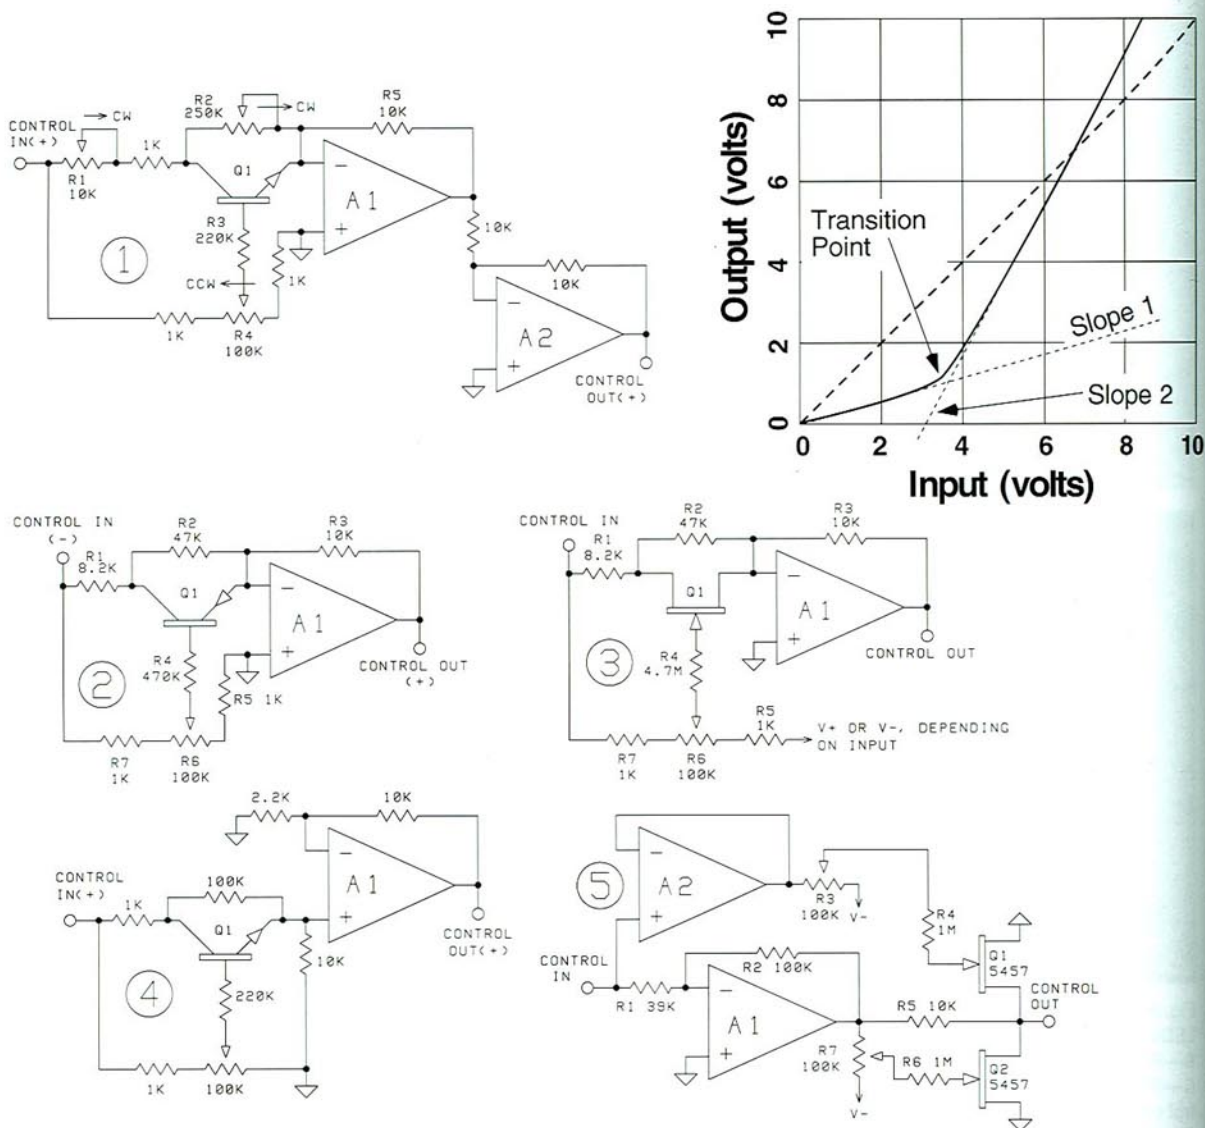 CONTROL
IN(+)
→ CW
R1
10K
1K
R2
250K
→ CW
Q1
R3
220K
CCW ←
1K
R4
100K
1K
R5
10K
−
+
A1
10K
10K
−
+
A2
CONTROL
OUT(+)
1
Output (volts)
10
8
6
4
2
0
Transition
Point
Slope 1
Slope 2
0 2 4 6 8 10
Input (volts)
CONTROL IN
(-)
R1
8.2K
R2
47K
R3
10K
Q1
−
+
A1
R4
470K
R5 1K
CONTROL OUT
(+)
R7
1K
R6
100K
2
CONTROL IN
R1
8.2K
R2
47K
R3
10K
Q1
−
+
A1
R4
4.7M
CONTROL OUT
R5
1K
V+ OR V-, DEPENDING
ON INPUT
R7
1K
R6
100K
3
2.2K
10K
−
+
A1
CONTROL
IN(+)
1K
100K
Q1
10K
220K
CONTROL
OUT(+)
1K
100K
4
5
−
+
A2
R3
100K
V-
R4
1M
Q1
5457
CONTROL
IN
R1 39K
R2 100K
−
+
A1
R5 10K
CONTROL
OUT
R7
100K
R6 1M
Q2
5457
V-